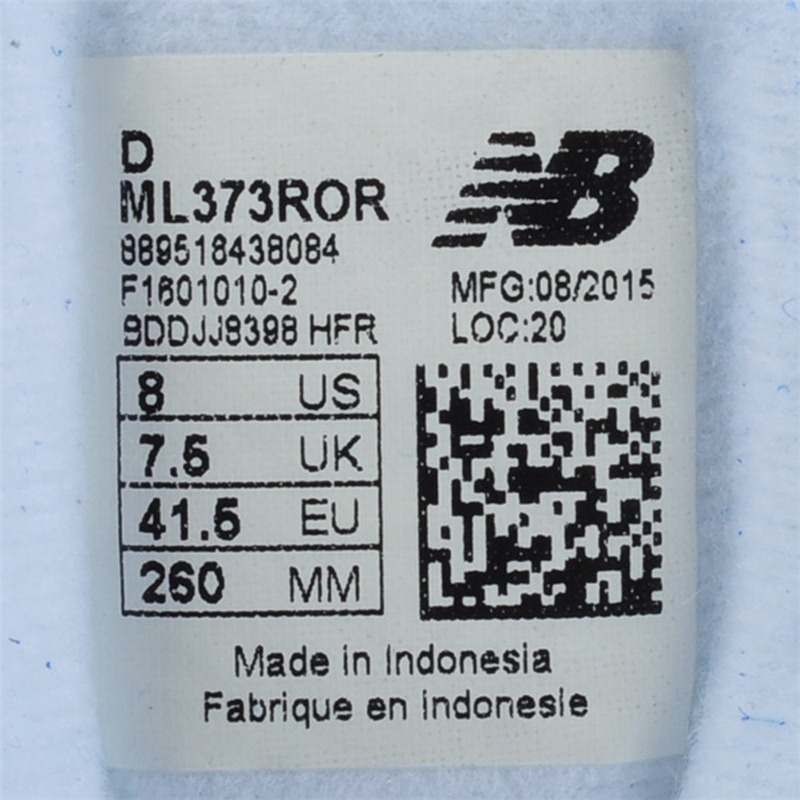 D
ML373ROR
889518438084
F1601010-2
9DDJJ8398 HFR
NB
MFG:08/2015
LOC:20
8 US
7.5 UK
41.5 EU
260 MM
Made in Indonesia
Fabrique en Indonesie